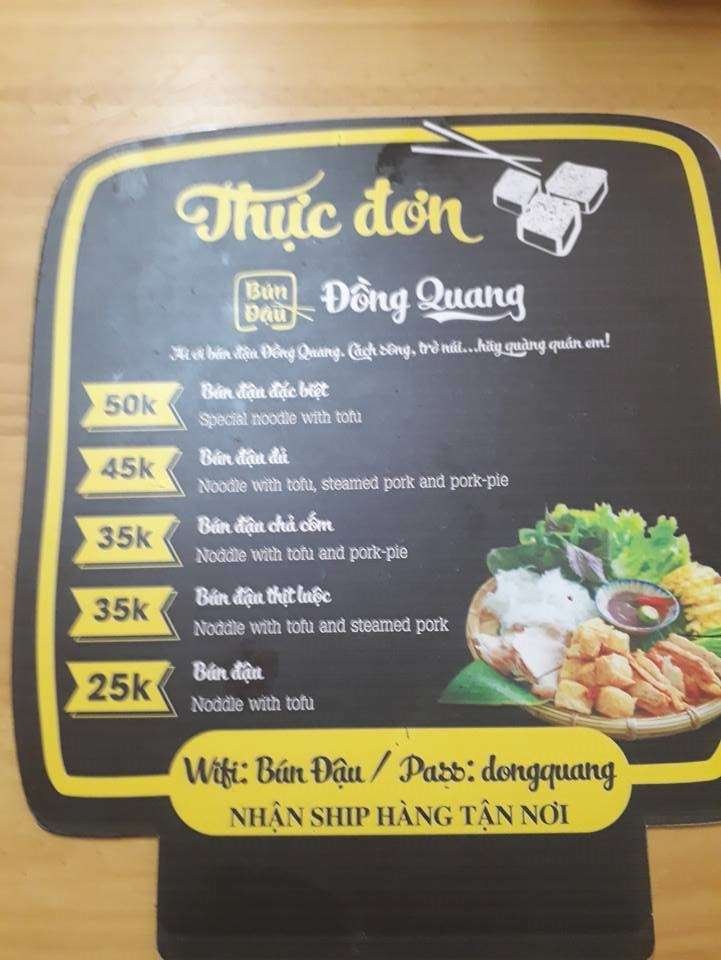 Thực đơn
Bún Đậu
Đồng Quang
Ai ơi bún đậu Đồng Quang. Cách sông, trở núi...hãy quàng quán em!
50k
Bún đậu đặc biệt
Special noodle with tofu
45k
Bún đậu đủ
Noodle with tofu, steamed pork and pork-pie
35k
Bún đậu chả cốm
Noddle with tofu and pork-pie
35k
Bún đậu thịt luộc
Noddle with tofu and steamed pork
25k
Bún đậu
Noddle with tofu
Wifi: Bún Đậu / Pass: dongquang
NHẬN SHIP HÀNG TẬN NƠI